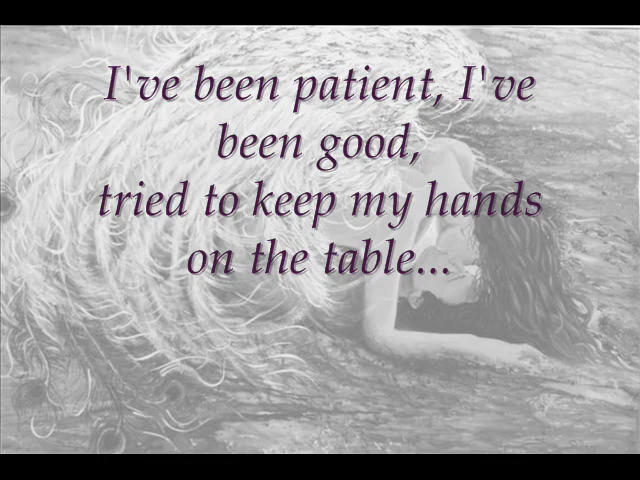 I've been patient, I've
been good,
tried to keep my hands
on the table...